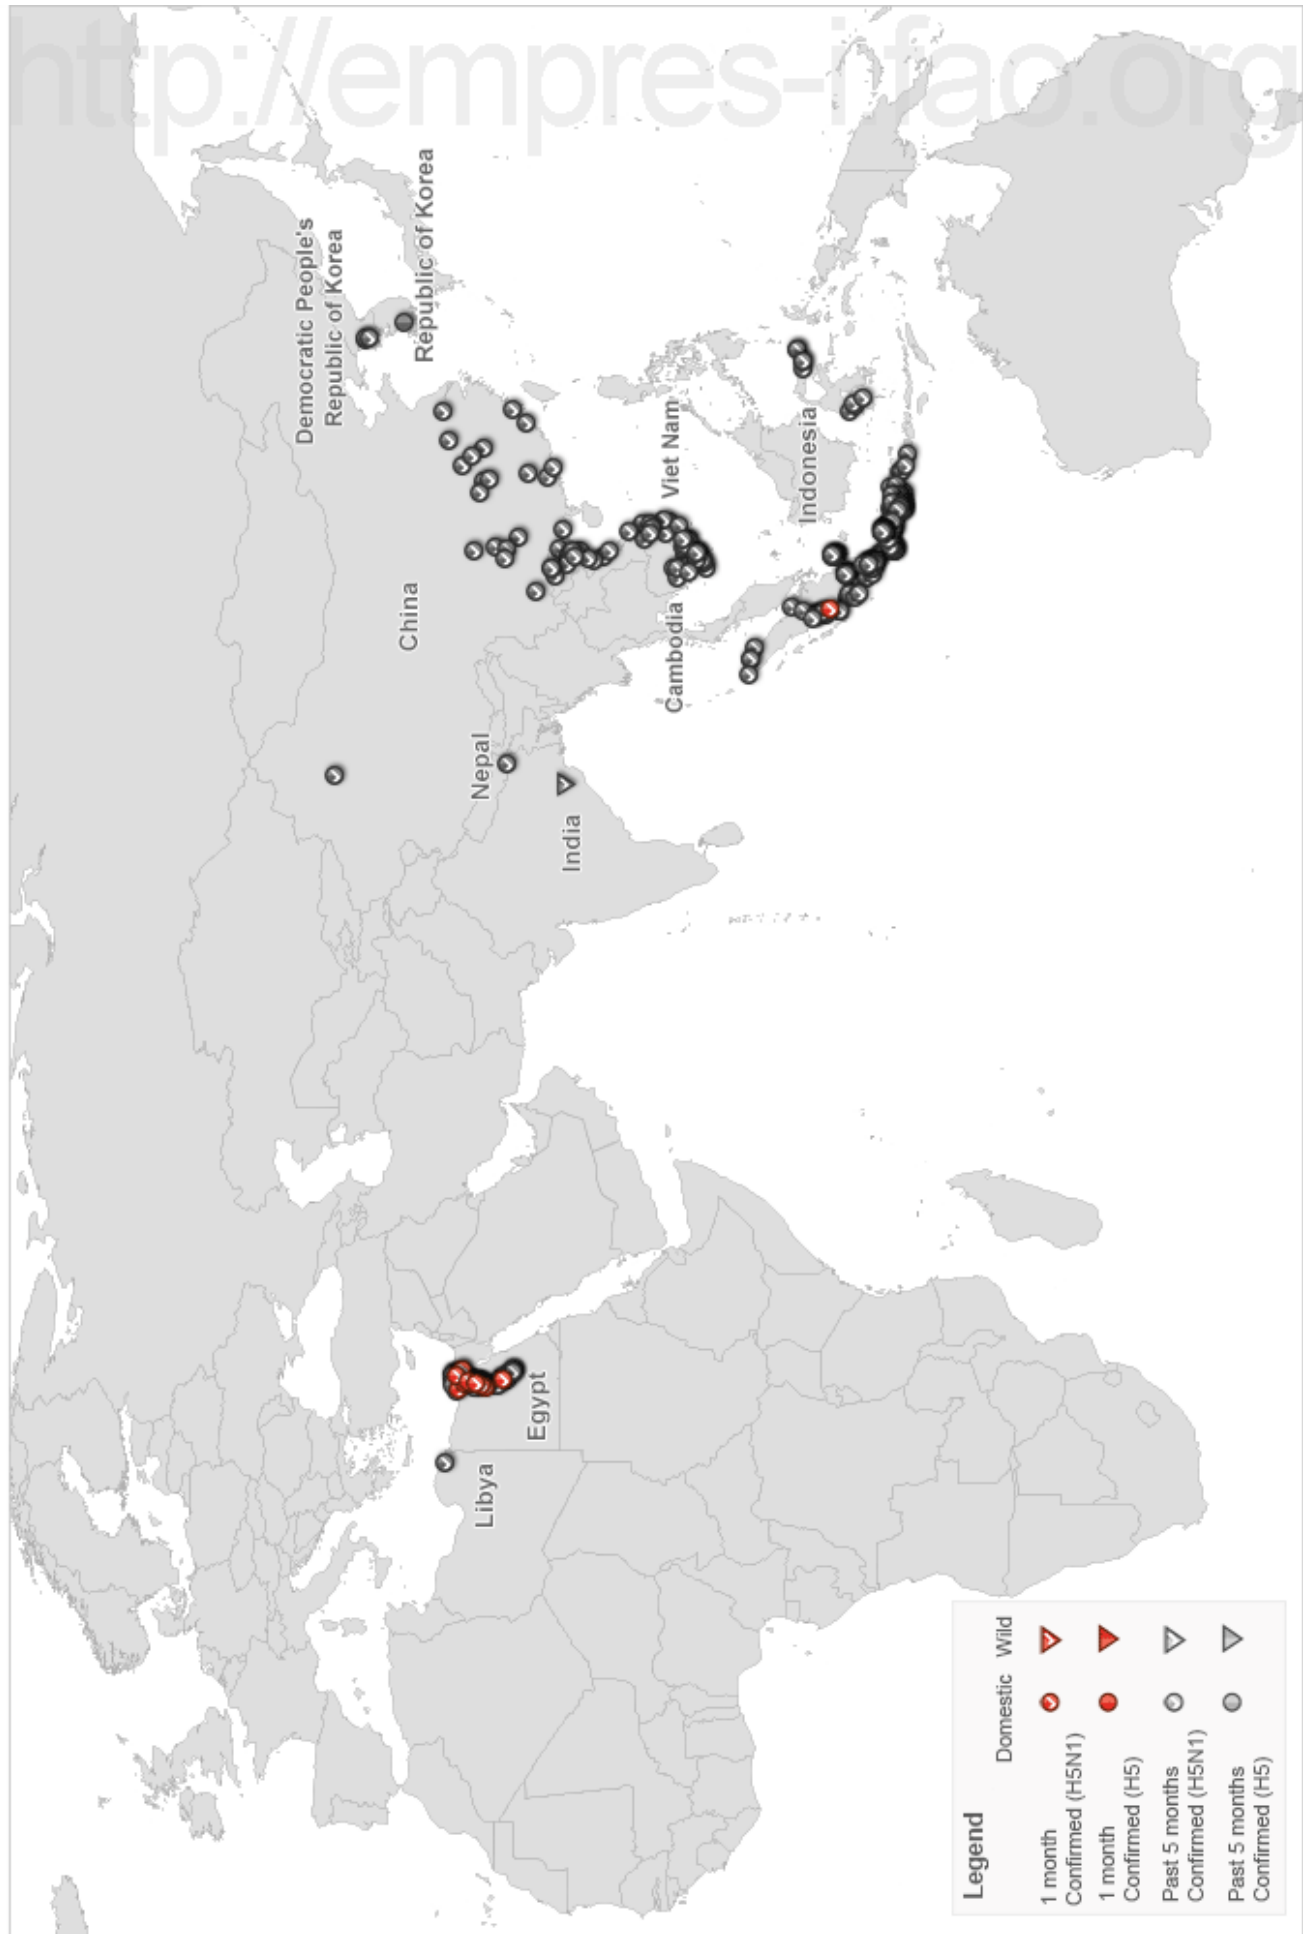 http://empres-i.fao.org
Democratic People's
Republic of Korea
Republic of Korea
China
Nepal
India
Viet Nam
Cambodia
Indonesia
Egypt
Libya
Legend
Domestic Wild
1 month
Confirmed (H5N1)
1 month
Confirmed (H5)
Past 5 months
Confirmed (H5N1)
Past 5 months
Confirmed (H5)